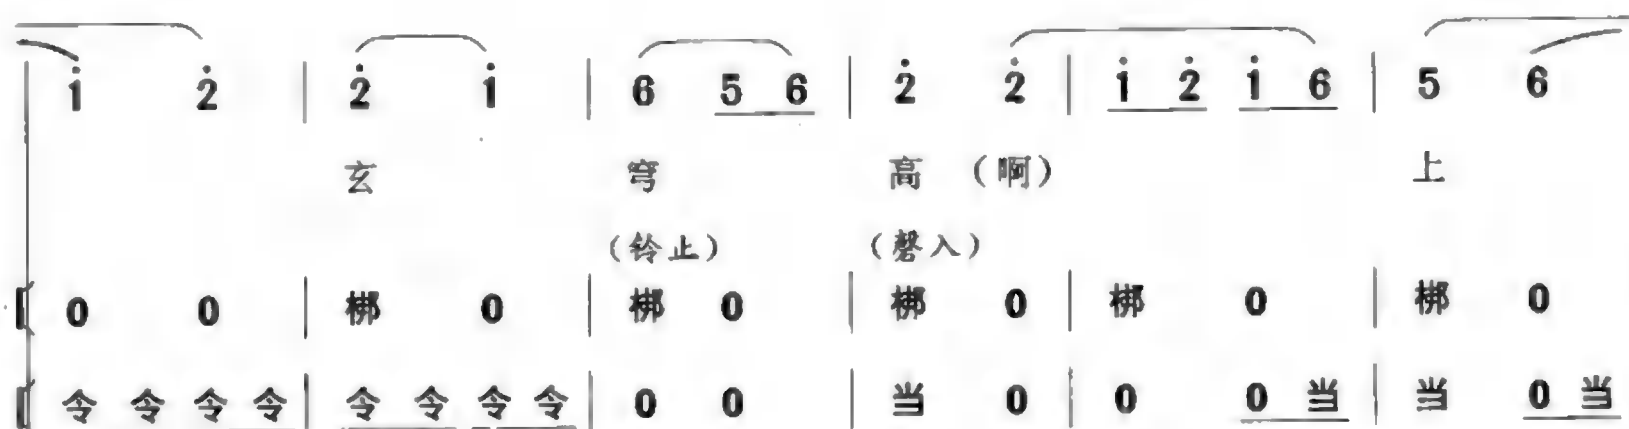 i̇ 2̇ | 2̇ i̇ | 6 5 6 | 2̇ 2̇ | i̇ 2̇ i̇ 6 | 5 6
玄 穹 高 (啊) 上
(铃止) (磬入)
0 0 | 梆 0 | 梆 0 | 梆 0 | 梆 0 | 梆 0
令 令 令 令 | 令 令 令 令 | 0 0 | 当 0 | 0 0 当 | 当 0 当